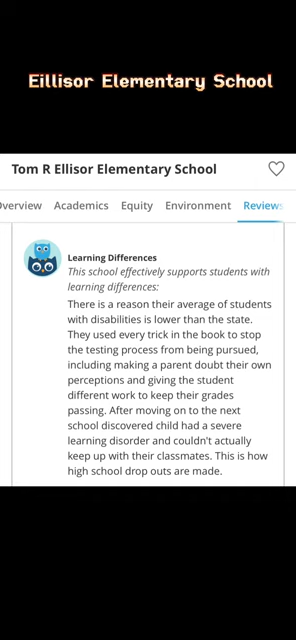 Eillisor Elementary School
Tom R Ellisor Elementary School
Overview Academics Equity Environment Reviews
Learning Differences
This school effectively supports students with
learning differences:
There is a reason their average of students
with disabilities is lower than the state.
They used every trick in the book to stop
the testing process from being pursued,
including making a parent doubt their own
perceptions and giving the student
different work to keep their grades
passing. After moving on to the next
school discovered child had a severe
learning disorder and couldn't actually
keep up with their classmates. This is how
high school drop outs are made.